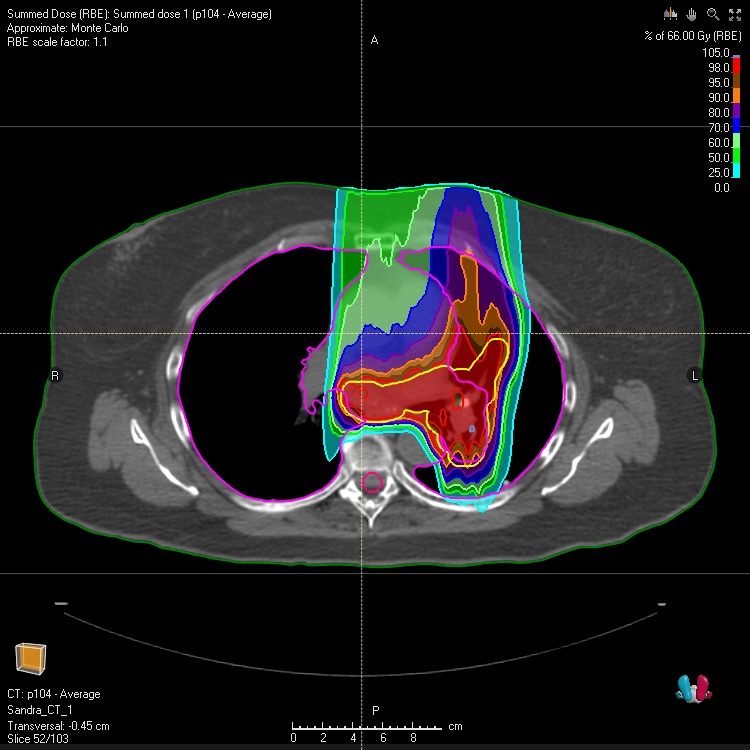 Summed Dose (RBE): Summed dose 1 (p104 - Average)
Approximate: Monte Carlo
RBE scale factor: 1.1
A
% of 66.00 Gy (RBE)
105.0
98.0
95.0
90.0
80.0
70.0
60.0
50.0
25.0
0.0
R
L
CT: p104 - Average
Sandra_CT_1
Transversal: -0.45 cm
Slice 52/103
P
cm
0 2 4 6 8